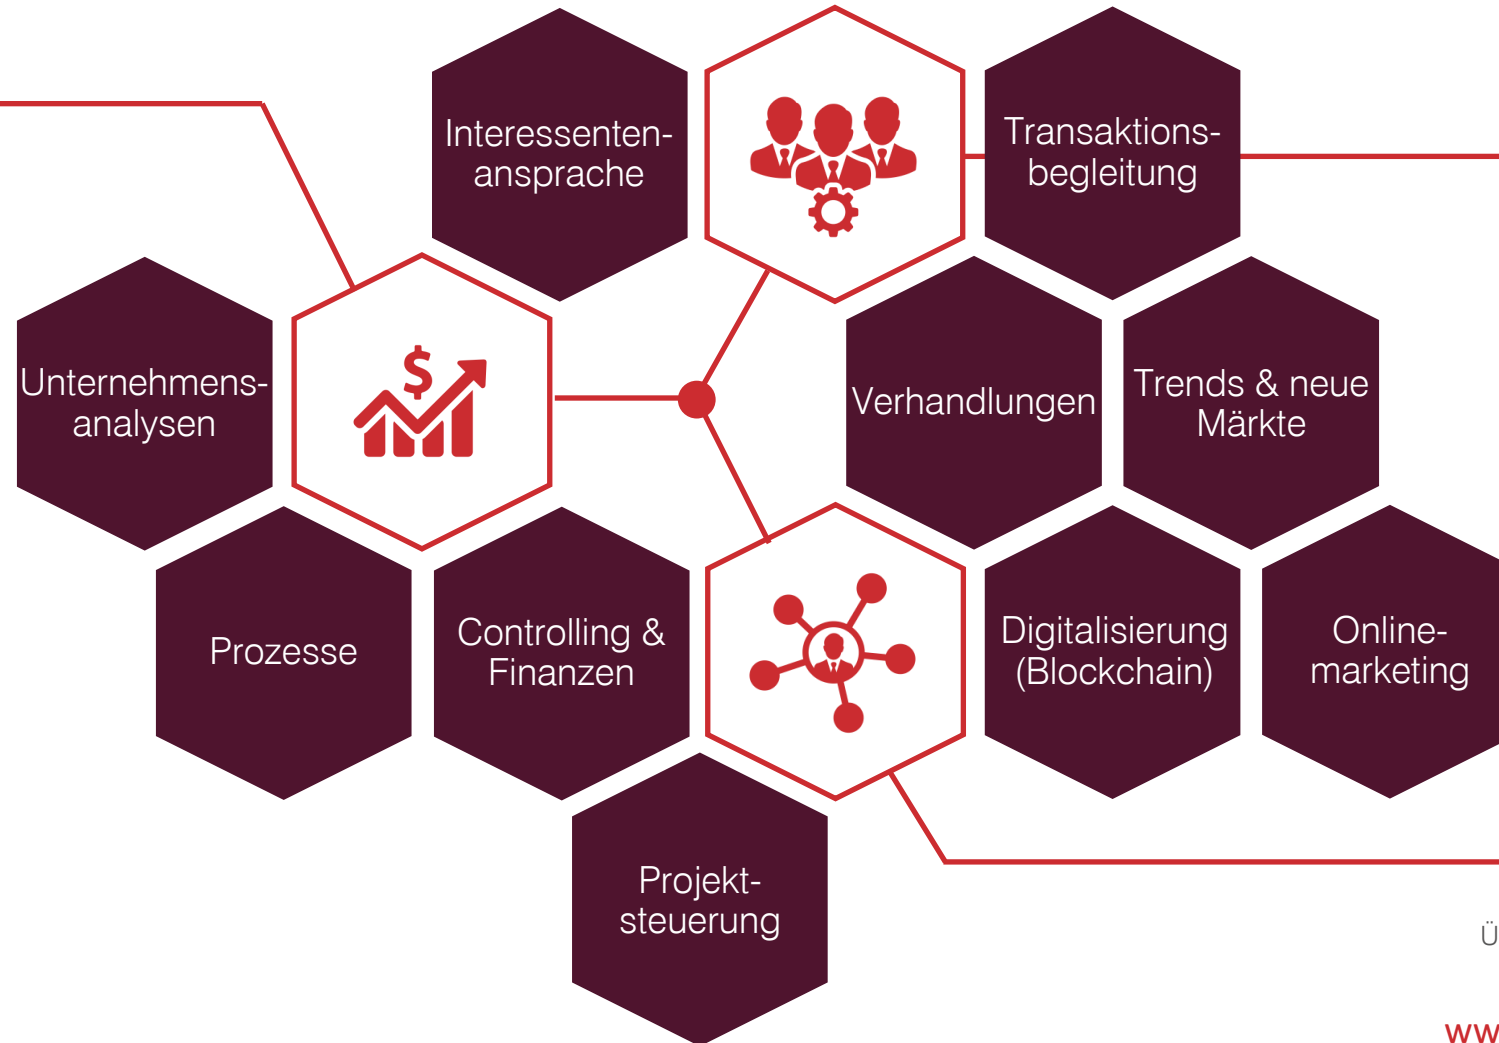 Interessenten-
ansprache
Transaktions-
begleitung
Unternehmens-
analysen
$
Verhandlungen
Trends & neue
Märkte
Prozesse
Controlling &
Finanzen
Digitalisierung
(Blockchain)
Online-
marketing
Projekt-
steuerung
Ü
ww